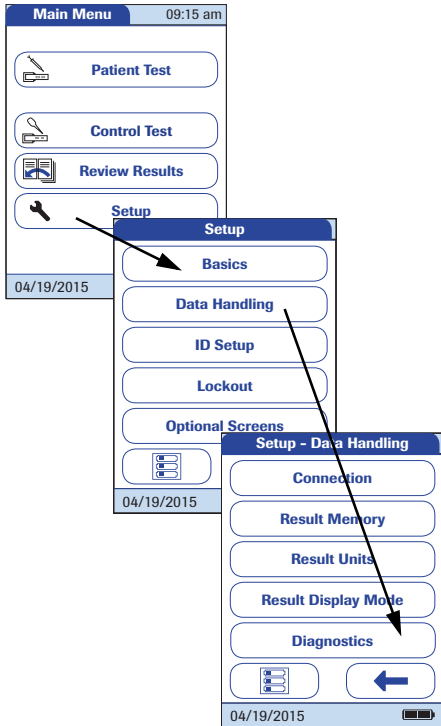 Main Menu 09:15 am
Patient Test
Control Test
Review Results
Setup
04/19/2015
Setup
Basics
Data Handling
ID Setup
Lockout
Optional Screens
04/19/2015
Setup - Data Handling
Connection
Result Memory
Result Units
Result Display Mode
Diagnostics
04/19/2015